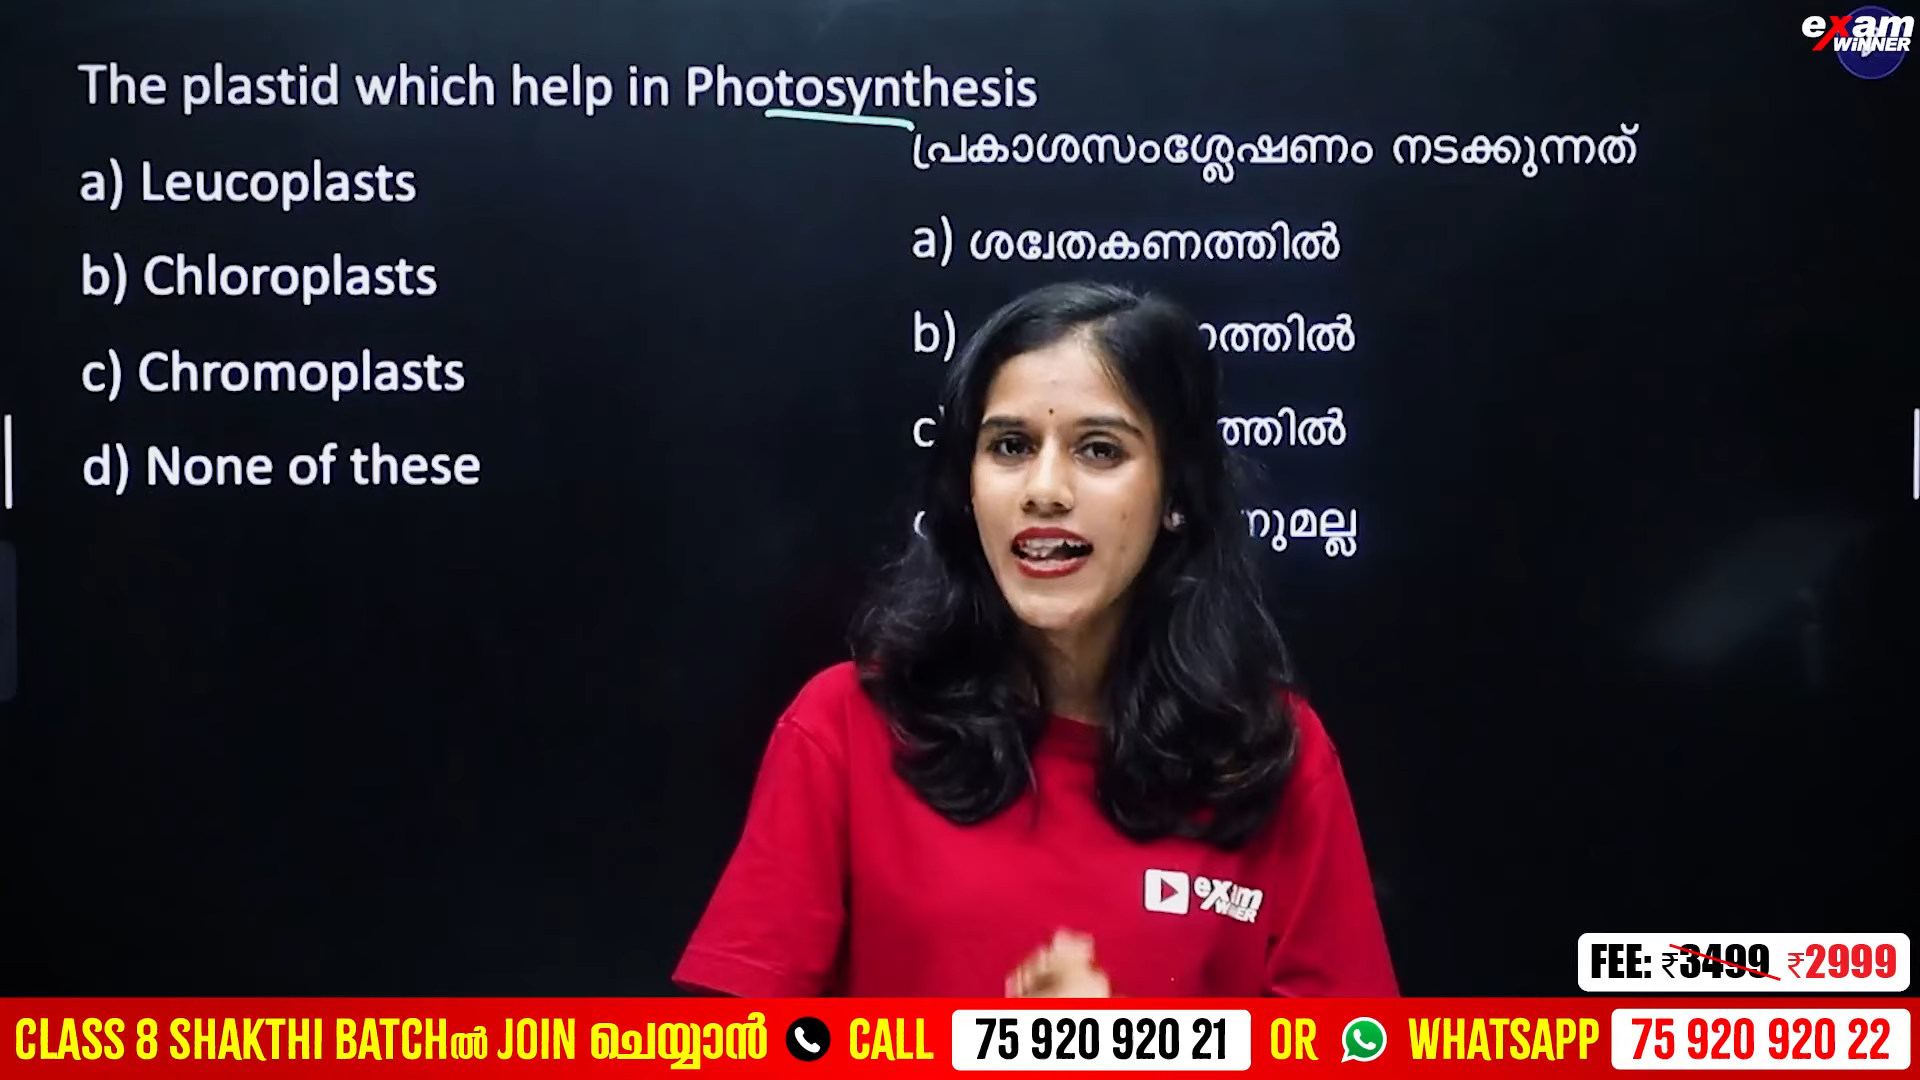 exam
WiNNER
The plastid which help in Photosynthesis
a) Leucoplasts
b) Chloroplasts
c) Chromoplasts
d) None of these
പ്രകാശസംശ്ലേഷണം നടക്കുന്നത്
a) ശ്വേതകണത്തിൽ
b)
exam
WINNER
FEE: ₹3499 ₹2999
CLASS 8 SHAKTHI BATCHൽ JOIN ചെയ്യാൻ CALL 75 920 920 21 OR WHATSAPP 75 920 920 22